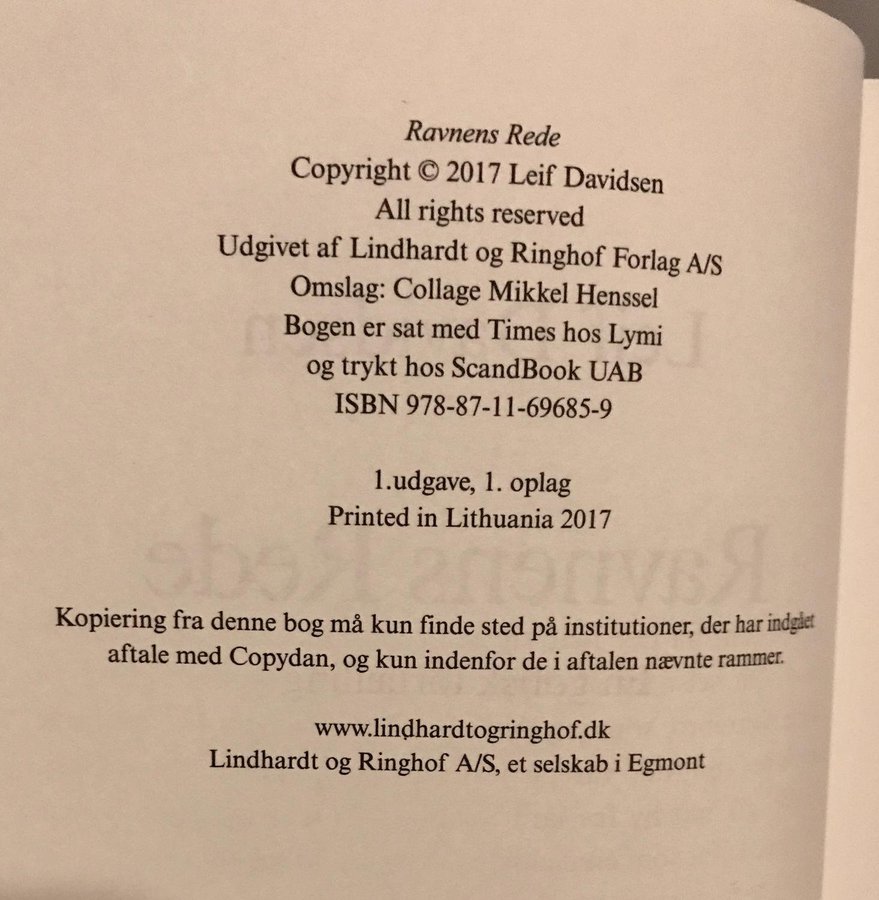 Ravnens Rede
Copyright © 2017 Leif Davidsen
All rights reserved
Udgivet af Lindhardt og Ringhof Forlag A/S
Omslag: Collage Mikkel Henssel
Bogen er sat med Times hos Lymi
og trykt hos ScandBook UAB
ISBN 978-87-11-69685-9
1.udgave, 1. oplag
Printed in Lithuania 2017
Kopiering fra denne bog må kun finde sted på institutioner, der har indgået
aftale med Copydan, og kun indenfor de i aftalen nævnte rammer.
www.lindhardtogringhof.dk
Lindhardt og Ringhof A/S, et selskab i Egmont